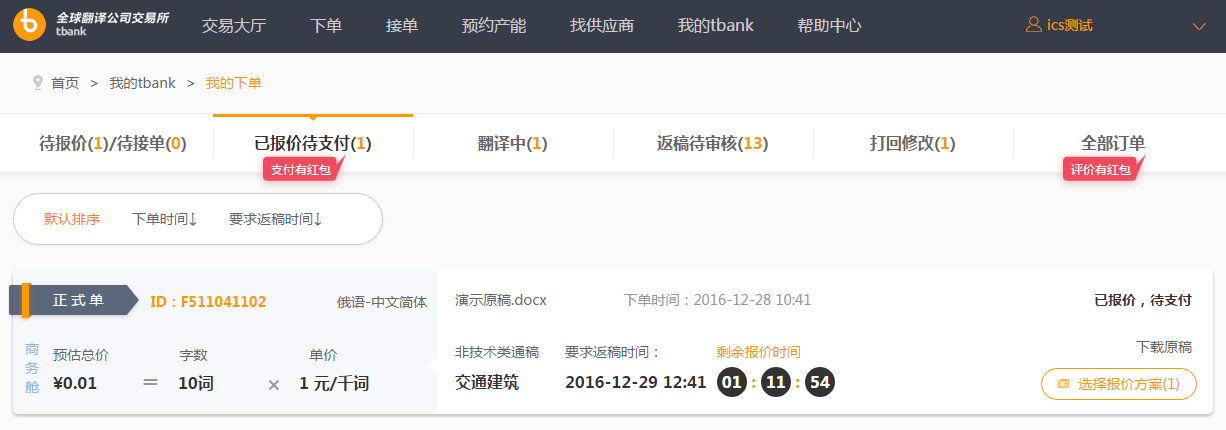 全球翻译公司交易所
tbank
交易大厅 下单 接单 预约产能 找供应商 我的tbank 帮助中心 ics测试
首页 > 我的tbank > 我的下单
待报价(1)/待接单(0) 已报价待支付(1) 翻译中(1) 返稿待审核(13) 打回修改(1) 全部订单
支付有红包 评价有红包
默认排序 下单时间↓ 要求返稿时间↓
正式单 ID：F511041102 俄语-中文简体 演示原稿.docx 下单时间：2016-12-28 10:41 已报价，待支付
商务舱 预估总价 字数 单价 非技术类通稿 要求返稿时间： 剩余报价时间 下载原稿
¥0.01 = 10词 × 1 元/千词 交通建筑 2016-12-29 12:41 01 : 11 : 54 选择报价方案(1)